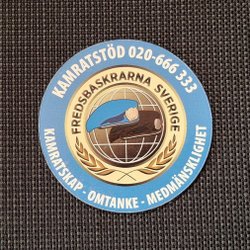 KAMRATSTÖD 020-666 333
FREDSBASKRARNA SVERIGE
KAMRATSKAP - OMTANKE - MEDMÄNSKLIGHET